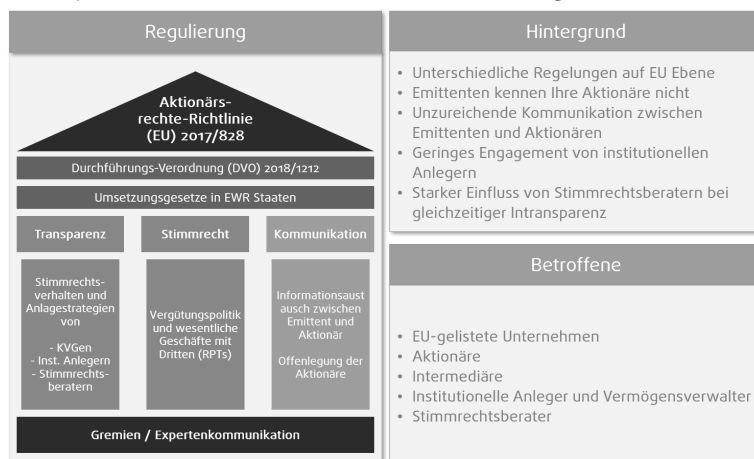 Regulierung
Aktionärs-
rechte-Richtlinie
(EU) 2017/828
Durchführungs-Verordnung (DVO) 2018/1212
Umsetzungsgesetze in EWR Staaten
Transparenz
Stimmrecht
Kommunikation
Stimmrechts-
verhalten und
Anlagestrategien
von
- KVGen
- Inst. Anlegern
- Stimmrechts-
beratern
Vergütungspolitik
und wesentliche
Geschäfte mit
Dritten (RPTs)
Informationsaust
ausch zwischen
Emittent und
Aktionär
Offenlegung der
Aktionäre
Gremien / Expertenkommunikation
Hintergrund
• Unterschiedliche Regelungen auf EU Ebene
• Emittenten kennen Ihre Aktionäre nicht
• Unzureichende Kommunikation zwischen
Emittenten und Aktionären
• Geringes Engagement von institutionellen
Anlegern
• Starker Einfluss von Stimmrechtsberatern bei
gleichzeitiger Intransparenz
Betroffene
• EU-gelistete Unternehmen
• Aktionäre
• Intermediäre
• Institutionelle Anleger und Vermögensverwalter
• Stimmrechtsberater